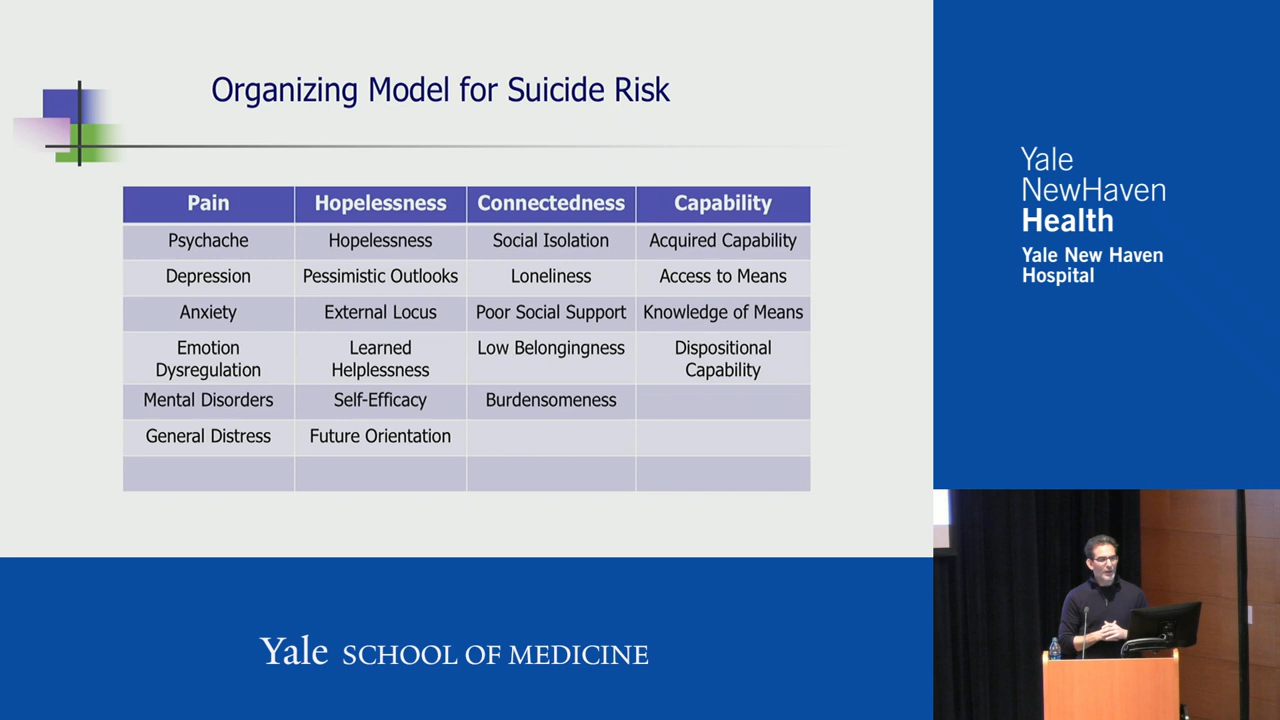 Organizing Model for Suicide Risk
Pain Hopelessness Connectedness Capability
Psychache Hopelessness Social Isolation Acquired Capability
Depression Pessimistic Outlooks Loneliness Access to Means
Anxiety External Locus Poor Social Support Knowledge of Means
Emotion Learned Low Belongingness Dispositional
Dysregulation Helplessness Capability
Mental Disorders Self-Efficacy Burdensomeness
General Distress Future Orientation
Yale SCHOOL OF MEDICINE
Yale
NewHaven
Health
Yale New Haven
Hospital